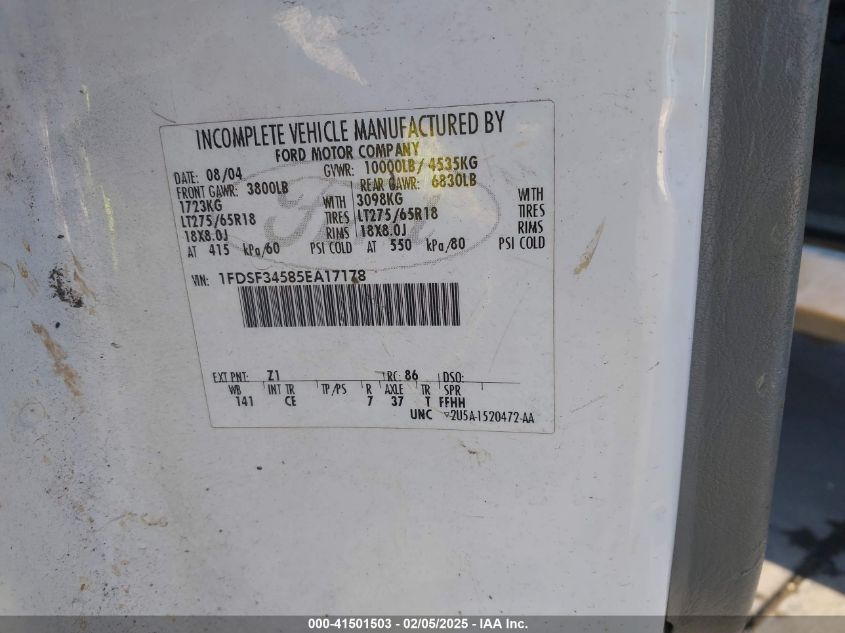 INCOMPLETE VEHICLE MANUFACTURED BY
FORD MOTOR COMPANY
DATE: 08/04 GVWR: 10000LB/ 4535KG
FRONT GAWR: 3800LB REAR GAWR: 6830LB
1723KG WITH 3098KG WITH
LT275/65R18 TIRES LT275/65R18 TIRES
18X8.0J RIMS 18X8.0J RIMS
AT 415 kPa/60 PSI COLD AT 550 kPa/80 PSI COLD
VIN: 1FDSF34585EA17178
Ford
EXT PNT: Z1 RC: 86 DSO:
WB INT TR TP/PS R AXLE TR SPR
141 CE 7 37 T FFHH
UNC 2U5A-1520472-AA
000-41501503 - 02/05/2025 - IAA Inc.